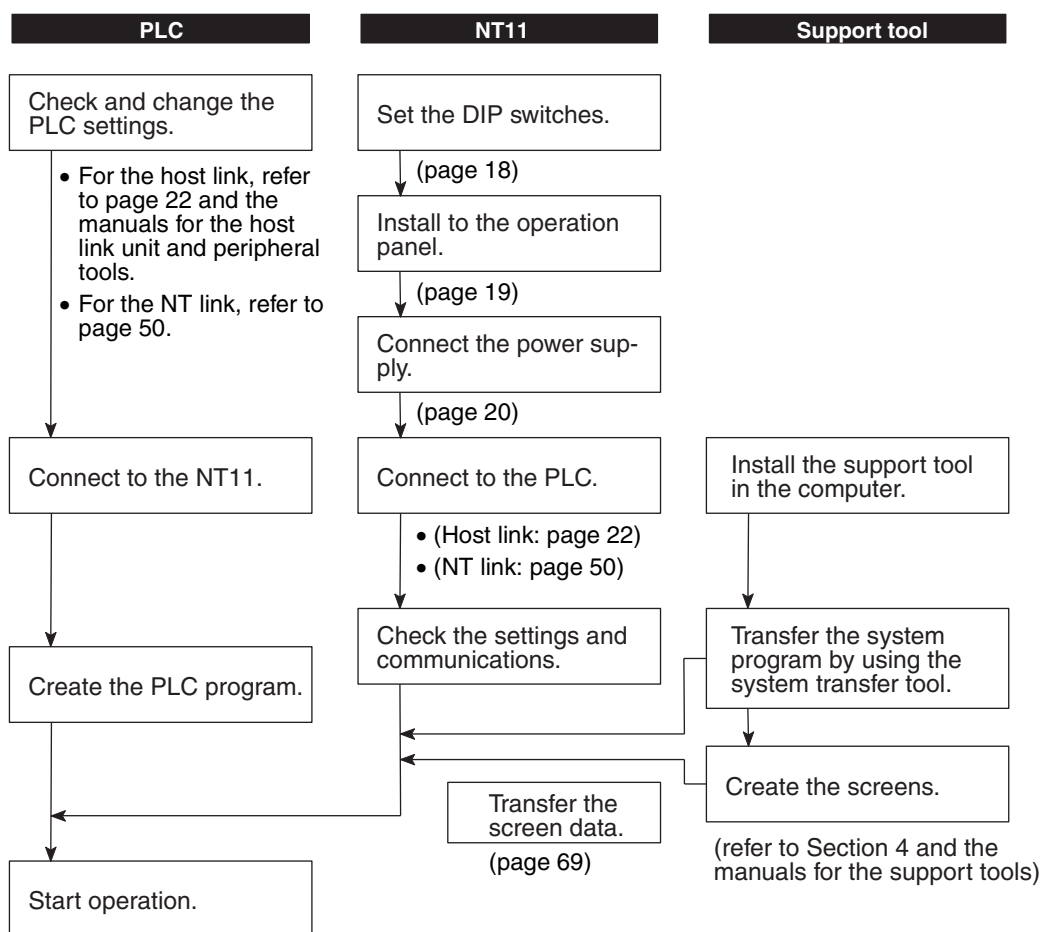 PLC
NT11
Support tool
Check and change the
PLC settings.
• For the host link, refer
to page 22 and the
manuals for the host
link unit and peripheral
tools.
• For the NT link, refer to
page 50.
Connect to the NT11.
Create the PLC program.
Start operation.
Set the DIP switches.
(page 18)
Install to the operation
panel.
(page 19)
Connect the power sup-
ply.
(page 20)
Connect to the PLC.
• (Host link: page 22)
• (NT link: page 50)
Check the settings and
communications.
Transfer the
screen data.
(page 69)
Install the support tool
in the computer.
Transfer the system
program by using the
system transfer tool.
Create the screens.
(refer to Section 4 and the
manuals for the support tools)